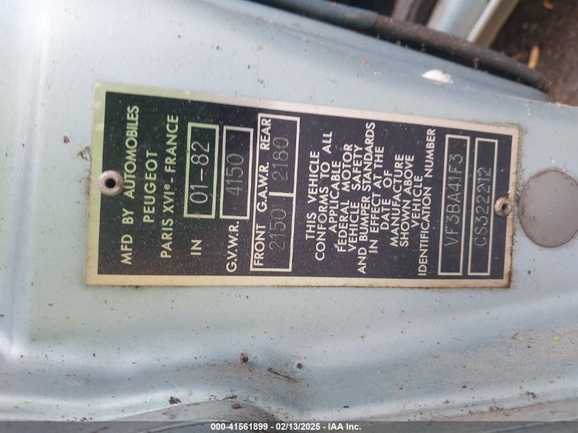 MFD BY AUTOMOBILES
PEUGEOT
PARIS XVIe - FRANCE
IN 01-82
G.V.W.R. 4150
FRONT G.A.W.R. REAR
2150 2180
THIS VEHICLE
CONFORMS TO ALL
APPLICABLE
FEDERAL MOTOR
VEHICLE SAFETY
AND BUMPER STANDARDS
IN EFFECT ON THE
DATE OF
MANUFACTURE
SHOWN ABOVE
VEHICLE
IDENTIFICATION NUMBER
VF3BA41F3
CS322212
000-41561899 - 02/13/2025 - IAA Inc.